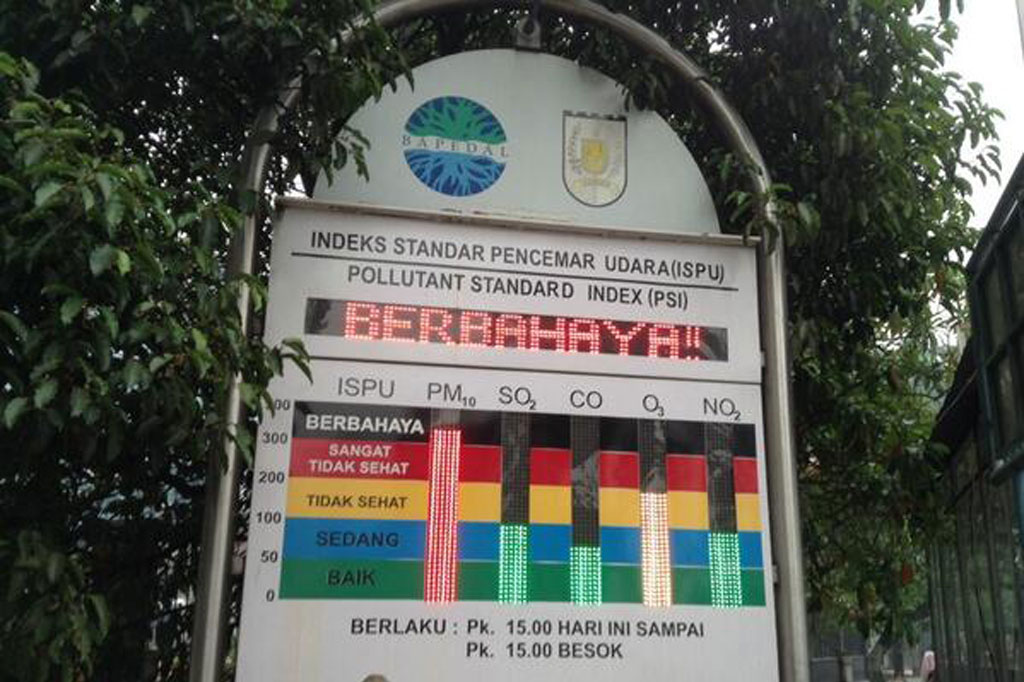 BAPEDAL
INDEKS STANDAR PENCEMAR UDARA(ISPU)
POLLUTANT STANDARD INDEX (PSI)
BERBAHAYA!!
ISPU PM10 SO2 CO O3 NO2
BERBAHAYA
300
SANGAT
TIDAK SEHAT
200
TIDAK SEHAT
100
SEDANG
50
BAIK
0
BERLAKU : Pk. 15.00 HARI INI SAMPAI
Pk. 15.00 BESOK